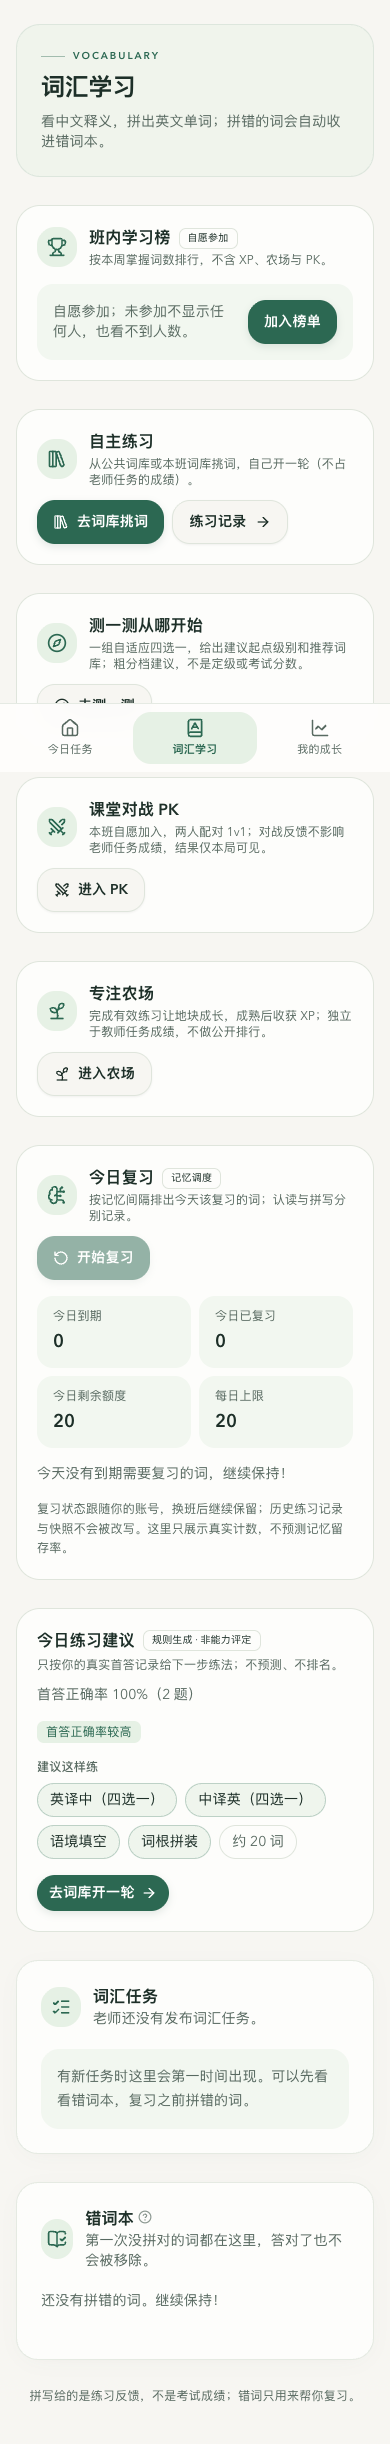 VOCABULARY
词汇学习
看中文释义，拼出英文单词；拼错的词会自动收
进错词本。
班内学习榜 自愿参加
按本周掌握词数排行，不含 XP、农场与 PK。
自愿参加；未参加不显示任
何人，也看不到人数。
加入榜单
自主练习
从公共词库或本班词库挑词，自己开一轮（不占
老师任务的成绩）。
去词库挑词 练习记录
测一测从哪开始
一组自适应四选一，给出建议起点级别和推荐词
库；粗分档建议，不是定级或考试分数。
今日任务 词汇学习 我的成长
课堂对战 PK
本班自愿加入，两人配对 1v1；对战反馈不影响
老师任务成绩，结果仅本局可见。
进入 PK
专注农场
完成有效练习让地块成长，成熟后收获 XP；独立
于教师任务成绩，不做公开排行。
进入农场
今日复习 记忆调度
按记忆间隔排出今天该复习的词；认读与拼写分
别记录。
开始复习
今日到期 今日已复习
0 0
今日剩余额度 每日上限
20 20
今天没有到期需要复习的词，继续保持！
复习状态跟随你的账号，换班后继续保留；历史练习记录
与快照不会被改写。这里只展示真实计数，不预测记忆留
存率。
今日练习建议 规则生成 · 非能力评定
只按你的真实首答记录给下一步练法；不预测、不排名。
首答正确率 100%（2 题）
首答正确率较高
建议这样练
英译中（四选一） 中译英（四选一）
语境填空 词根拼装 约 20 词
去词库开一轮
词汇任务
老师还没有发布词汇任务。
有新任务时这里会第一时间出现。可以先看
看错词本，复习之前拼错的词。
错词本
第一次没拼对的词都在这里，答对了也不
会被移除。
还没有拼错的词。继续保持！
拼写给的是练习反馈，不是考试成绩；错词只用来帮你复习。